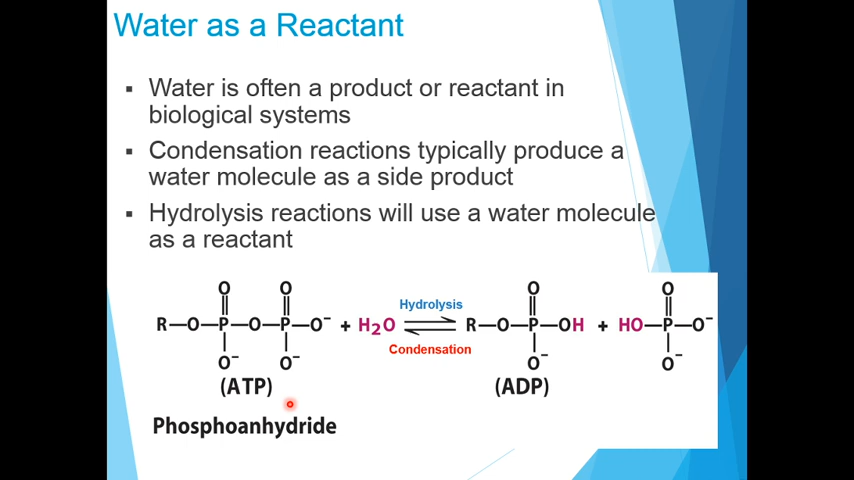 Water as a Reactant
▪ Water is often a product or reactant in
biological systems
▪ Condensation reactions typically produce a
water molecule as a side product
▪ Hydrolysis reactions will use a water molecule
as a reactant
O O O O
Hydrolysis
R—O—P—O—P—O⁻ + H₂O R—O—P—OH + HO—P—O⁻
Condensation
O⁻ O⁻ O⁻ O⁻
(ATP) (ADP)
Phosphoanhydride